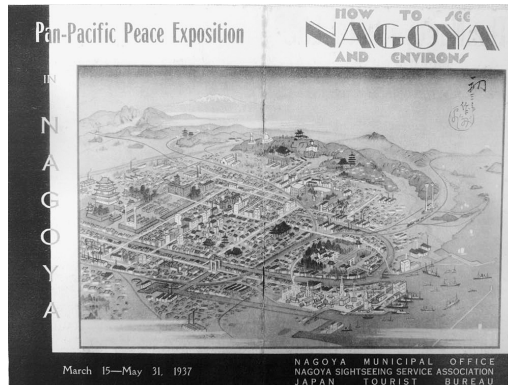 Pan-Pacific Peace Exposition
IN
NAGOYA
March 15—May 31, 1937
HOW TO SEE
NAGOYA
AND ENVIRONS
NAGOYA MUNICIPAL OFFICE
NAGOYA SIGHTSEEING SERVICE ASSOCIATION
JAPAN TOURIST BUREAU